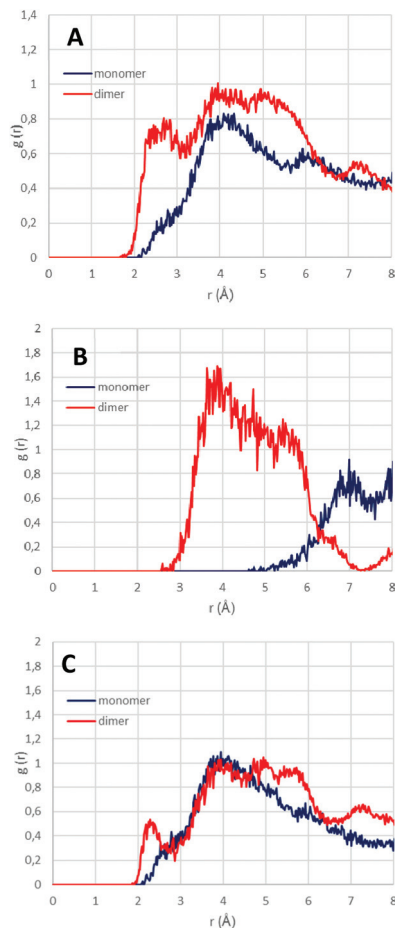 A
1,4
1,2
1
0,8
0,6
0,4
0,2
0
g (r)
monomer
dimer
0 1 2 3 4 5 6 7 8
r (Å)
B
2
1,8
1,6
1,4
1,2
1
0,8
0,6
0,4
0,2
0
g (r)
monomer
dimer
0 1 2 3 4 5 6 7 8
r (Å)
C
2
1,8
1,6
1,4
1,2
1
0,8
0,6
0,4
0,2
0
g (r)
monomer
dimer
0 1 2 3 4 5 6 7 8
r (Å)